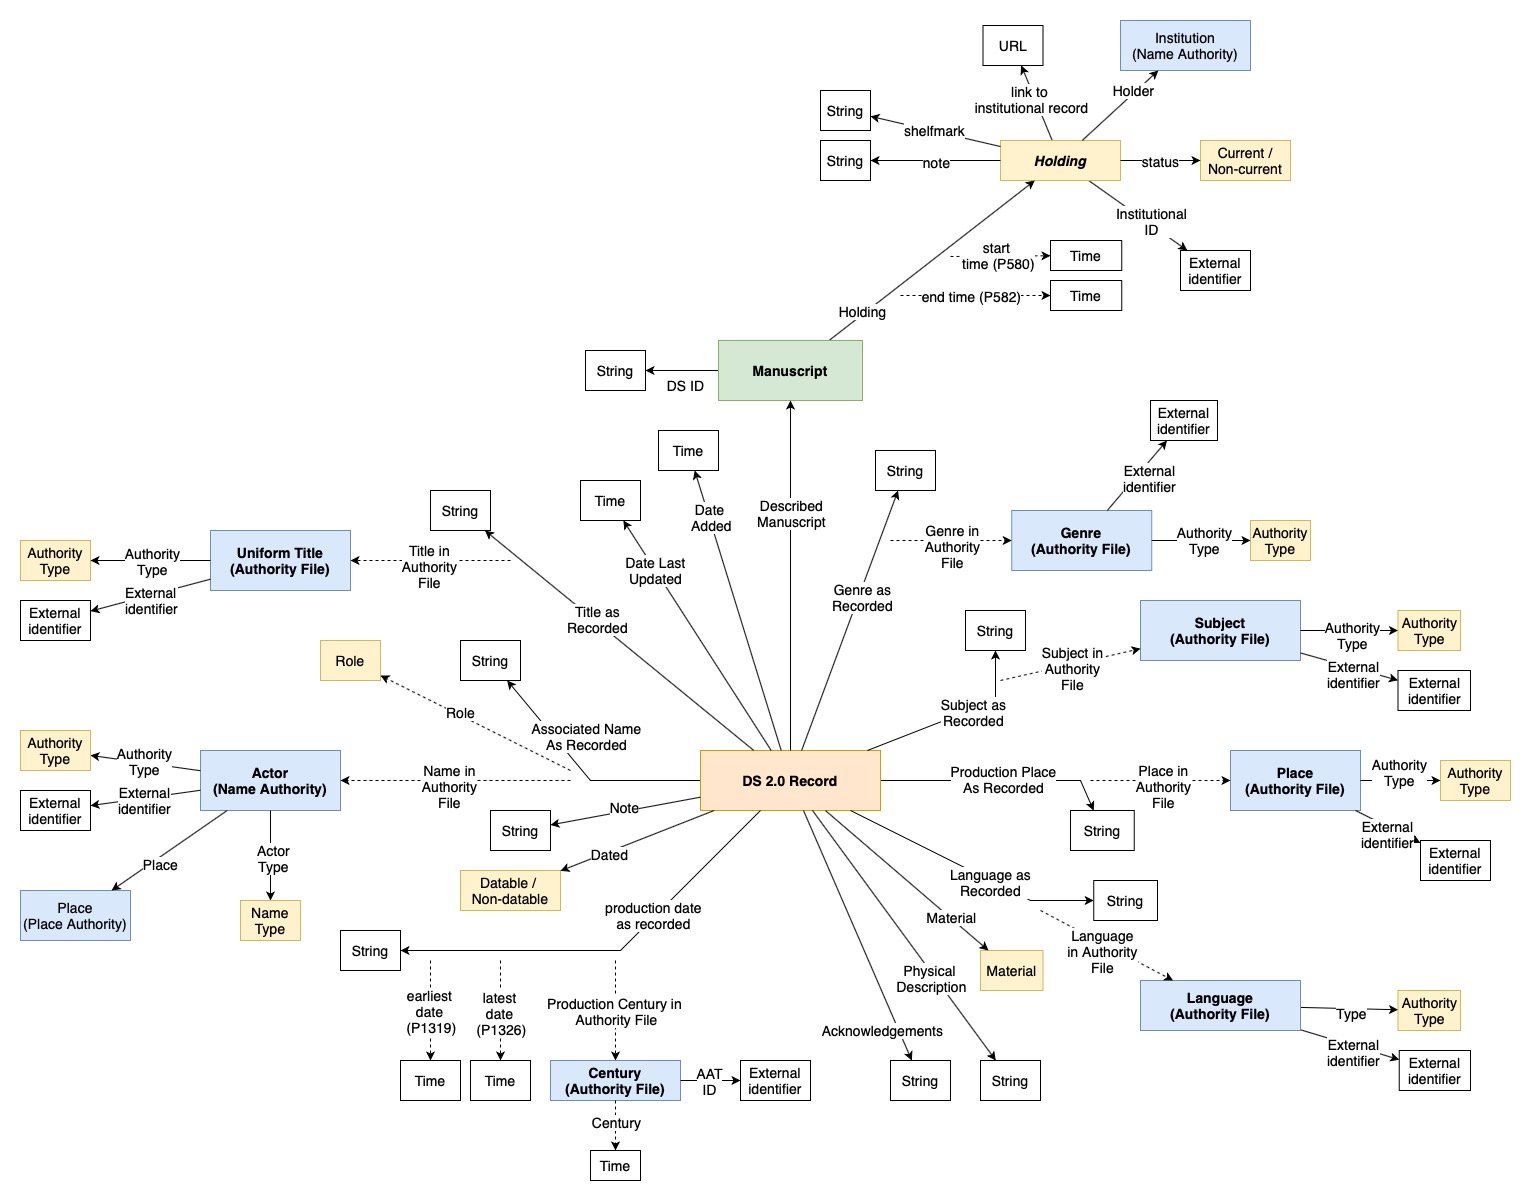 URL
Institution
(Name Authority)
link to
institutional record
Holder
String
shelfmark
String
note
Holding
status
Current /
Non-current
Institutional
ID
External
identifier
start
time (P580)
Time
end time (P582)
Time
Holding
Manuscript
String
DS ID
Time
Date
Added
Described
Manuscript
String
External
identifier
External
identifier
Genre in
Authority
File
Genre
(Authority File)
Authority
Type
Authority
Type
Genre as
Recorded
Time
Date Last
Updated
String
Title as
Recorded
Title in
Authority
File
Uniform Title
(Authority File)
Authority
Type
Authority
Type
External
identifier
External
identifier
String
Subject as
Recorded
Subject in
Authority
File
Subject
(Authority File)
Authority
Type
Authority
Type
External
identifier
External
identifier
Role
Role
String
Associated Name
As Recorded
Name in
Authority
File
Actor
(Name Authority)
Authority
Type
Authority
Type
External
identifier
External
identifier
Place
Place
(Place Authority)
Actor
Type
Name
Type
DS 2.0 Record
Note
String
Dated
Datable /
Non-datable
Production Place
As Recorded
String
Place in
Authority
File
Place
(Authority File)
Authority
Type
Authority
Type
External
identifier
External
identifier
production date
as recorded
String
earliest
date
(P1319)
Time
latest
date
(P1326)
Time
Production Century in
Authority File
Century
(Authority File)
AAT
ID
External
identifier
Century
Time
Acknowledgements
String
Physical
Description
String
Material
Material
Language as
Recorded
String
Language
in Authority
File
Language
(Authority File)
Type
Authority
Type
External
identifier
External
identifier